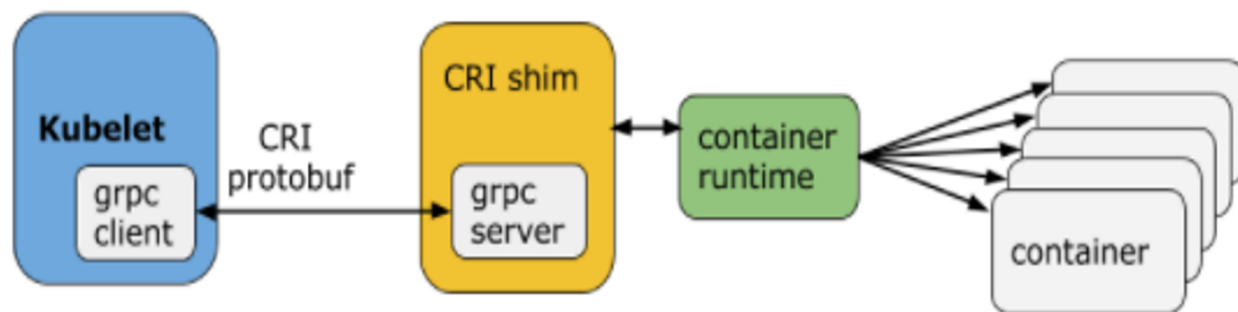 Kubelet
grpc
client
CRI
protobuf
CRI shim
grpc
server
container
runtime
container